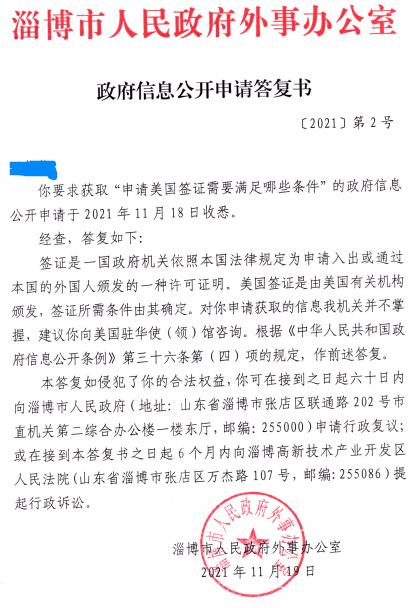 淄博市人民政府外事办公室
政府信息公开申请答复书
〔2021〕第 2 号
你要求获取“申请美国签证需要满足哪些条件”的政府信息
公开申请于 2021 年 11 月 18 日收悉。
经查，答复如下：
签证是一国政府机关依照本国法律规定为申请入出或通过
本国的外国人颁发的一种许可证明。美国签证是由美国有关机构
颁发，签证所需条件由其确定。对你申请获取的信息我机关并不掌
握，建议你向美国驻华使（领）馆咨询。根据《中华人民共和国政
府信息公开条例》第三十六条第（四）项的规定，作前述答复。
本答复如侵犯了你的合法权益，你可在接到之日起六十日内
向淄博市人民政府（地址：山东省淄博市张店区联通路 202 号市
直机关第二综合办公楼一楼东厅，邮编：255000）申请行政复议；
或在接到本答复书之日起 6 个月内向淄博高新技术产业开发区
人民法院（山东省淄博市张店区万杰路 107 号，邮编：255086）提
起行政诉讼。
淄博市人民政府外事办公室
淄博市人民政府外事办公室
2021 年 11 月 19 日